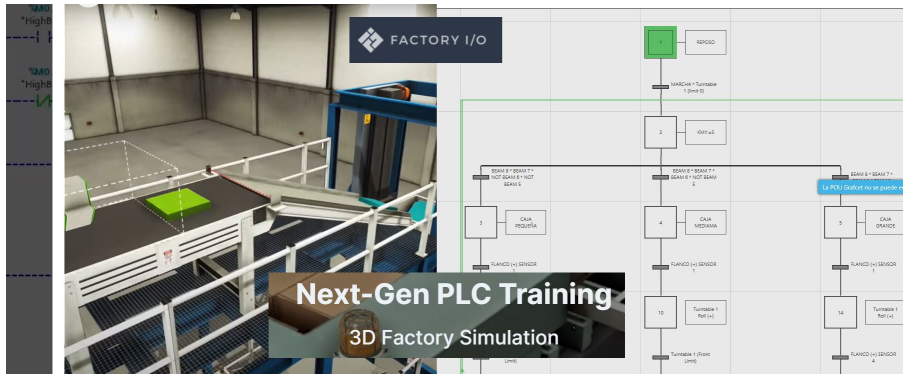 %M0
"HighB
%M0
"HighB
FACTORY I/O
1
REPOSO
MARCHA * Turntable
1 (limit 0)
2
KM1:=S
BEAM 8 * BEAM 7 *
NOT BEAM 6 * NOT
BEAM 5
BEAM 8 * BEAM 7 *
BEAM 6 * NOT BEAM
5
BEAM 8 * BEAM 7 *
La POU Grafcet no se puede e
3
CAJA
PEQUEÑA
4
CAJA
MEDIAMA
5
CAJA
GRANDE
FLANCO (+) SENSOR
1
FLANCO (+) SENSOR
1
FLANCO (+) SENSOR
1
10
Turntable 1
Roll (+)
14
Turntable 1
Roll (+)
Next-Gen PLC Training
3D Factory Simulation
Limit)
Turntable 1 (Front
Limit)
FLANCO (+) SENSOR
4